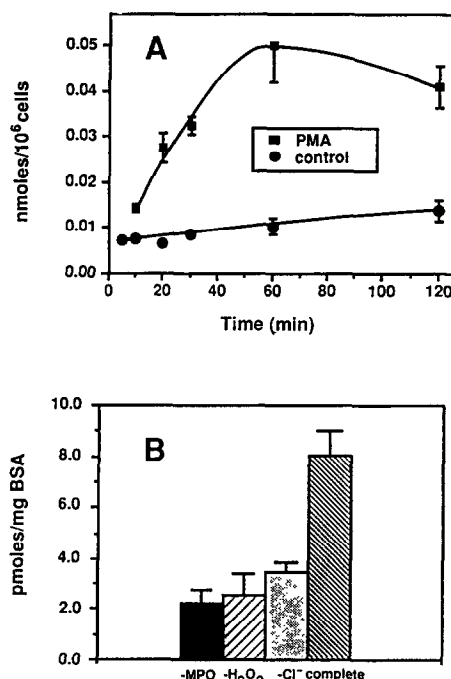 A
0.05
0.04
0.03
0.02
0.01
0.00
nmoles/10⁶cells
PMA
control
0 20 40 60 80 100 120
Time (min)
B
10.0
8.0
6.0
4.0
2.0
0.0
pmoles/mg BSA
-MPO -H₂O₂ -Cl⁻ complete